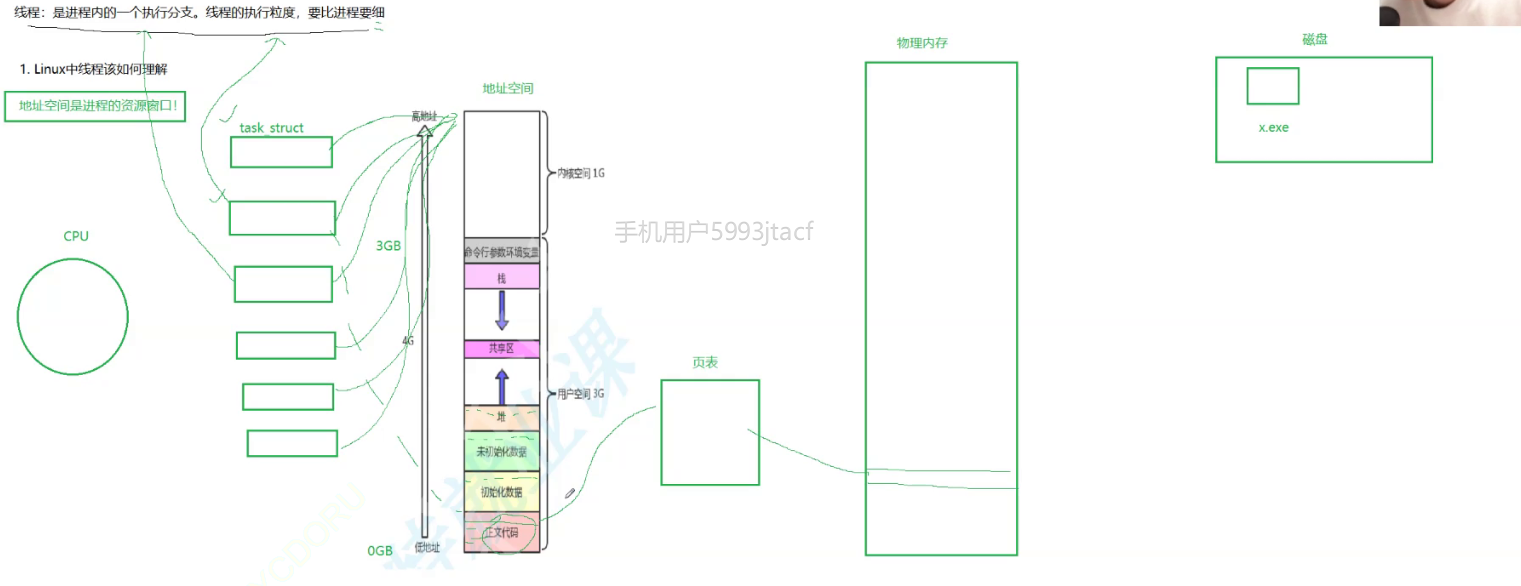 线程：是进程内的一个执行分支。线程的执行粒度，要比进程要细
1. Linux中线程该如何理解
地址空间是进程的资源窗口！
task_struct
CPU
地址空间
高地址
内核空间 1G
3GB
命令行参数环境变量
栈
4G
共享区
用户空间 3G
堆
未初始化数据
初始化数据
正文代码
0GB
低地址
页表
物理内存
磁盘
x.exe
手机用户5993jtacf